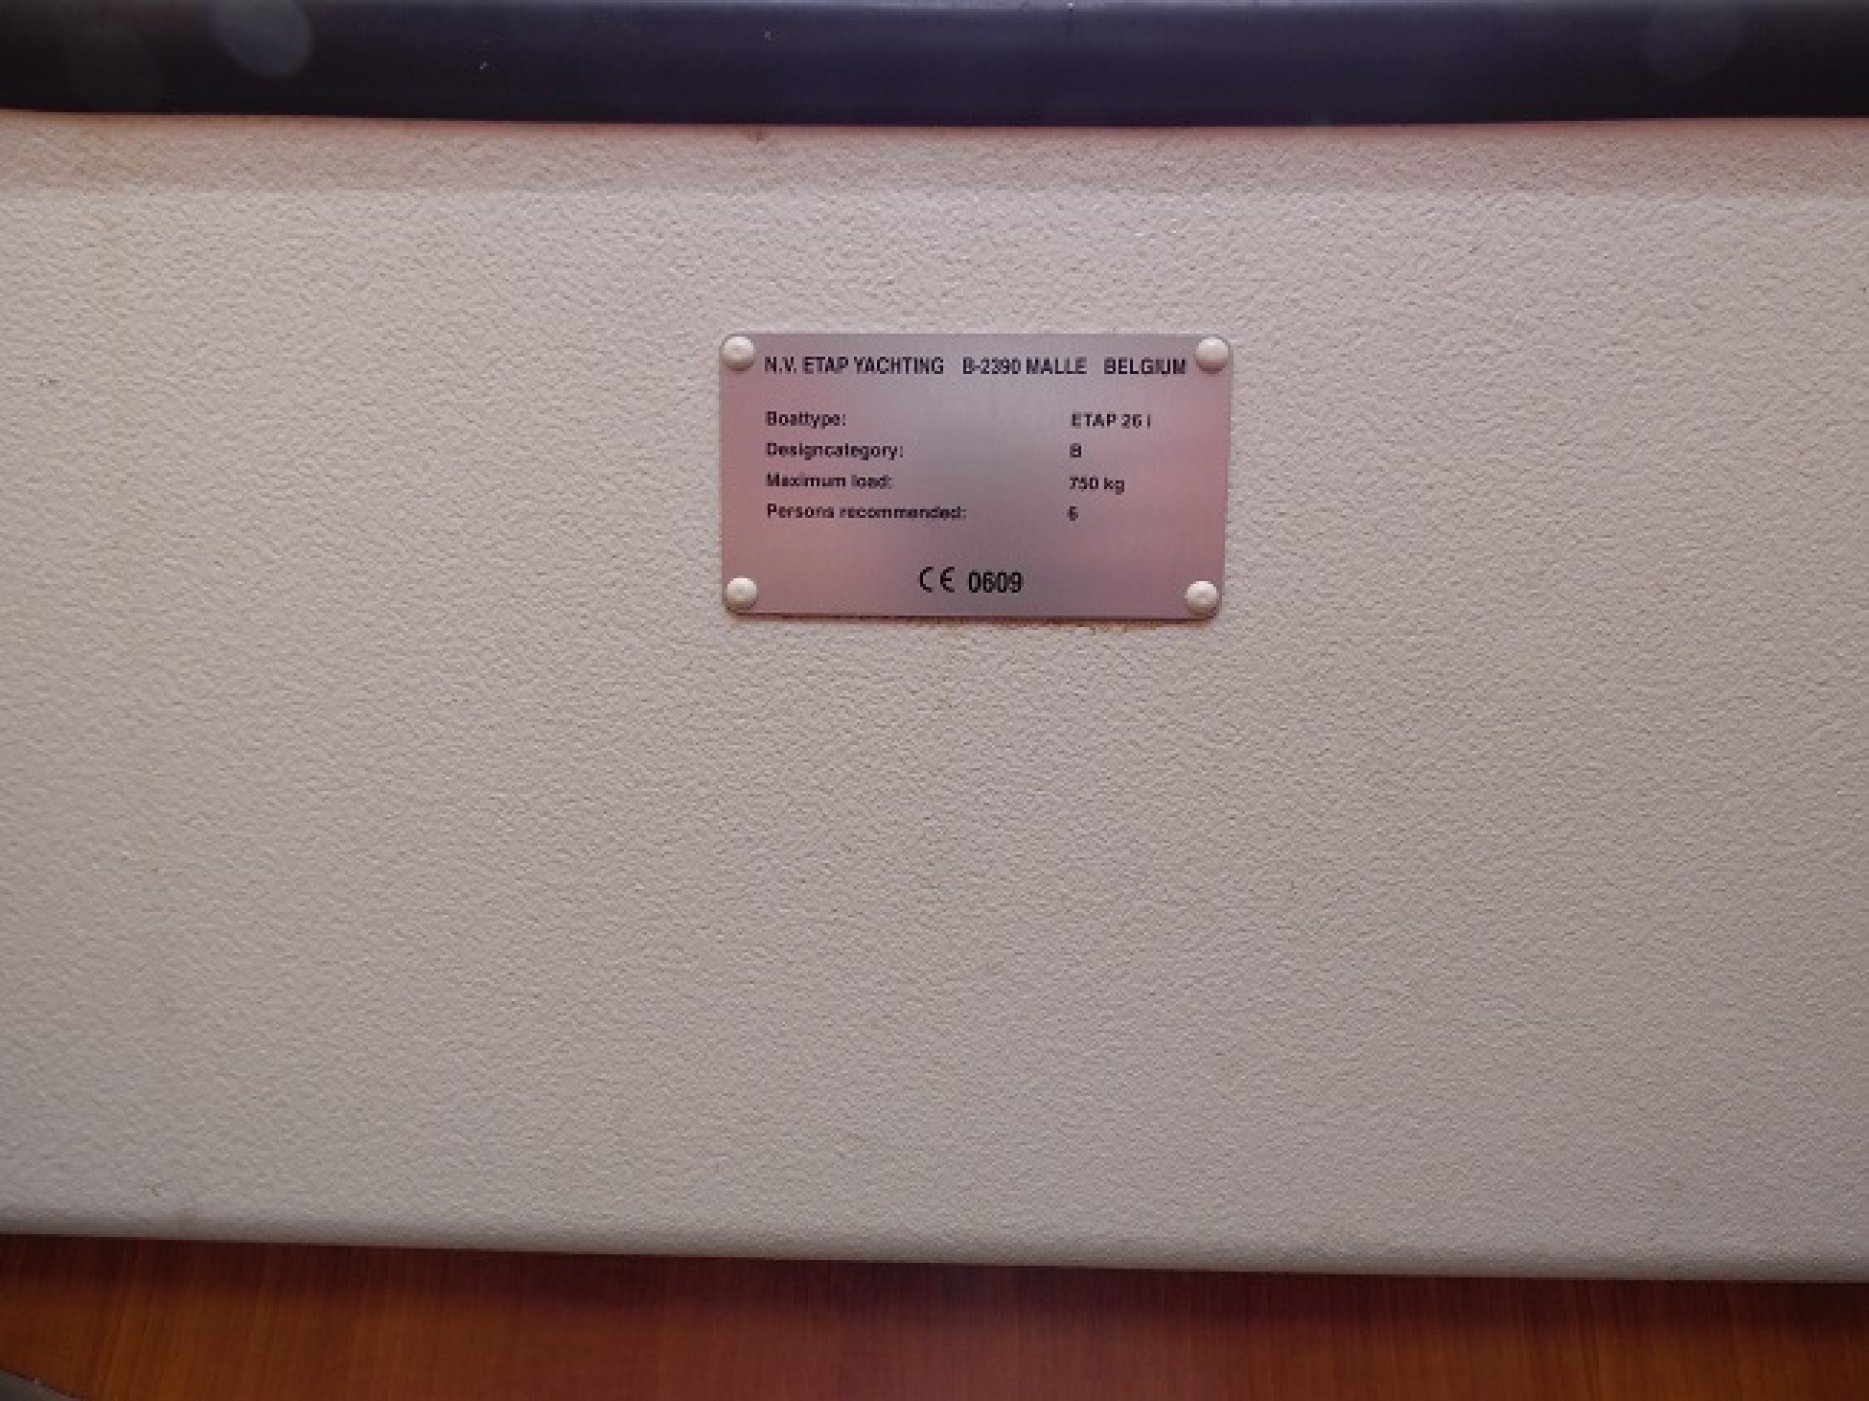 N.V. ETAP YACHTING B-2390 MALLE BELGIUM
Boattype: ETAP 26 i
Designcategory: B
Maximum load: 750 kg
Persons recommended: 6
CE 0609